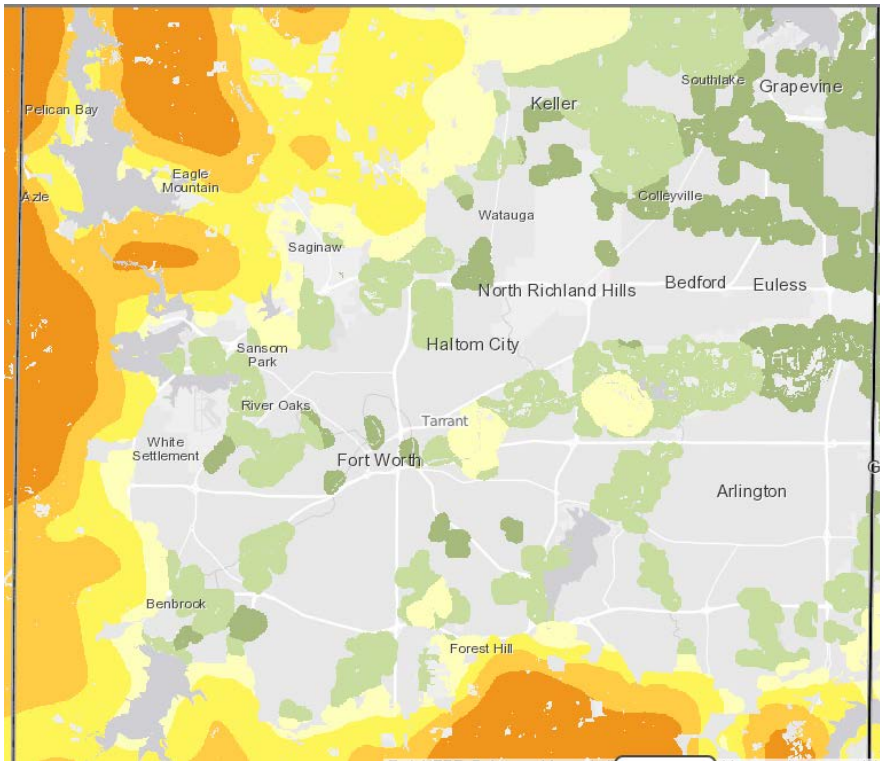 Southlake
Grapevine
Keller
Pelican Bay
Eagle
Mountain
Azle
Colleyville
Watauga
Saginaw
North Richland Hills
Bedford
Euless
Sansom
Park
Haltom City
River Oaks
Tarrant
White
Settlement
Fort Worth
G
Arlington
Benbrook
Forest Hill